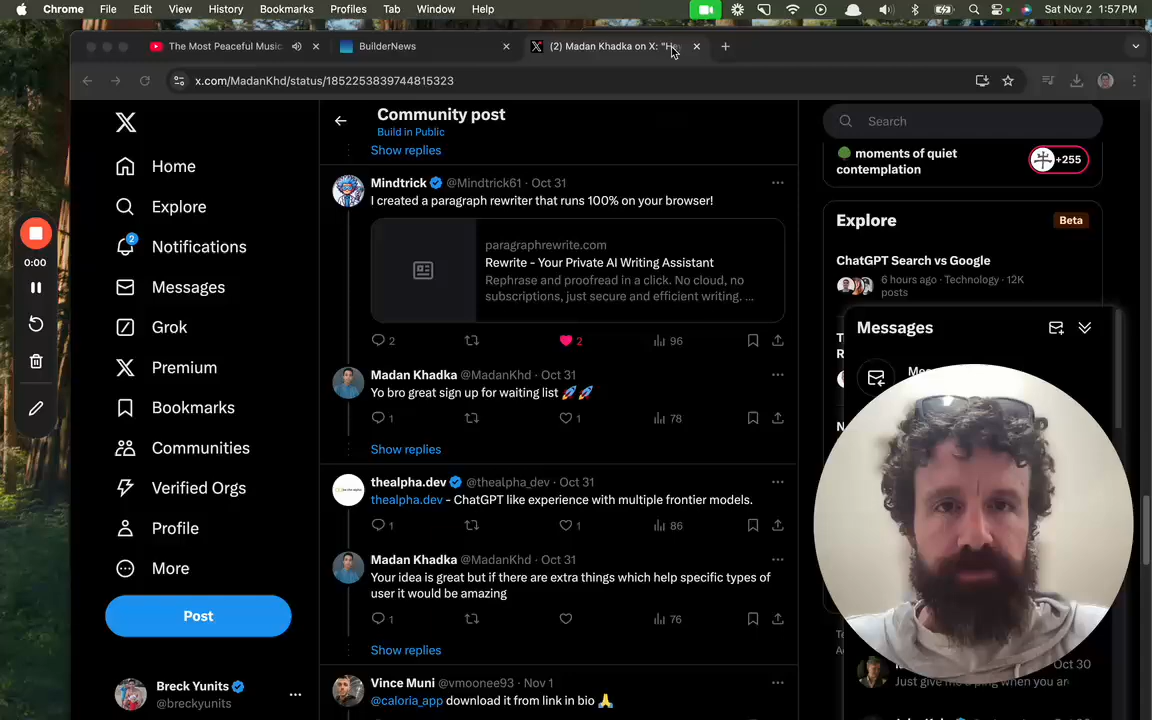 Chrome File Edit View History Bookmarks Profiles Tab Window Help
Sat Nov 2 1:57 PM
The Most Peaceful Music
BuilderNews
(2) Madan Khadka on X: "He
x.com/MadanKhd/status/1852253839744815323
0:00
Home
Explore
2
Notifications
Messages
Grok
Premium
Bookmarks
Communities
Verified Orgs
Profile
More
Post
Breck Yunits
@breckyunits
Community post
Build in Public
Show replies
Mindtrick @Mindtrick61 · Oct 31
I created a paragraph rewriter that runs 100% on your browser!
paragraphrewrite.com
Rewrite - Your Private AI Writing Assistant
Rephrase and proofread in a click. No cloud, no
subscriptions, just secure and efficient writing. ...
2 2 96
Madan Khadka @MadanKhd · Oct 31
Yo bro great sign up for waiting list 🚀🚀
1 1 78
Show replies
thealpha.dev @thealpha_dev · Oct 31
thealpha.dev - ChatGPT like experience with multiple frontier models.
1 1 86
Madan Khadka @MadanKhd · Oct 31
Your idea is great but if there are extra things which help specific types of
user it would be amazing
1 76
Show replies
Vince Muni @vmoonee93 · Nov 1
@caloria_app download it from link in bio 🙏
Search
🌳 moments of quiet
contemplation
+255
Explore
Beta
ChatGPT Search vs Google
6 hours ago · Technology · 12K
posts
Messages
Oct 30
Just give me a ping when you